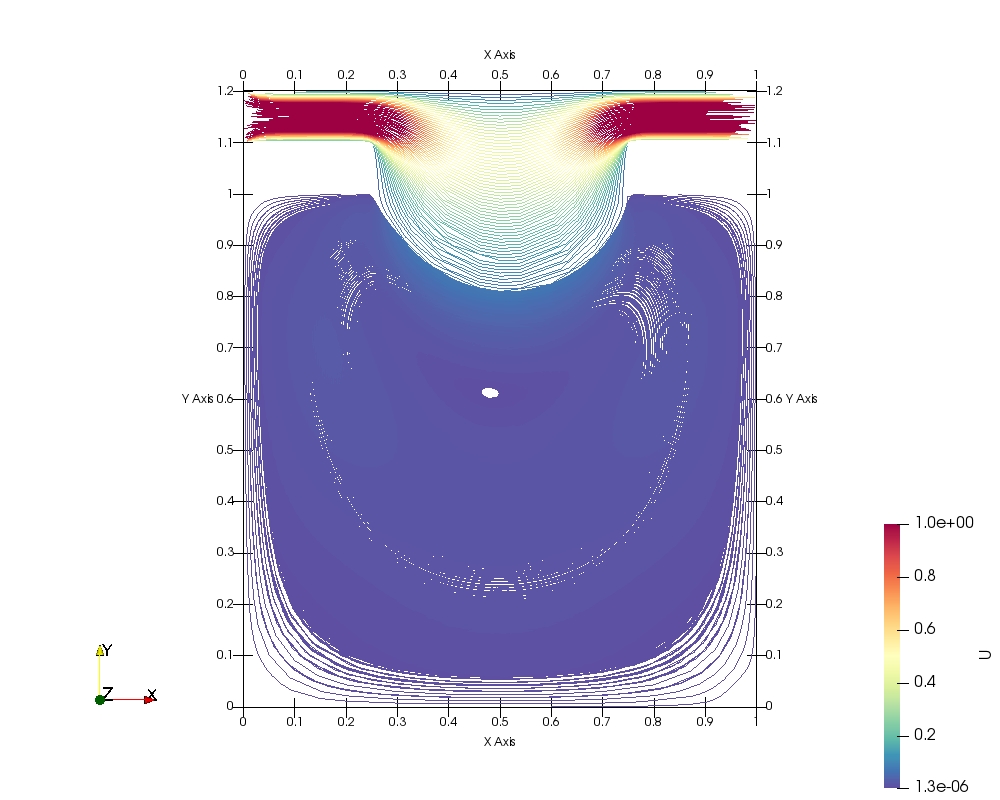 X Axis
0 0.1 0.2 0.3 0.4 0.5 0.6 0.7 0.8 0.9 1
1.2 1.2
1.1 1.1
1 1
0.9 0.9
0.8 0.8
0.7 0.7
Y Axis 0.6 0.6 Y Axis
0.5 0.5
0.4 0.4
0.3 0.3
0.2 0.2
0.1 0.1
0 0
0 0.1 0.2 0.3 0.4 0.5 0.6 0.7 0.8 0.9 1
X Axis
Y
Z X
1.0e+00
0.8
0.6
0.4
0.2
1.3e-06
U